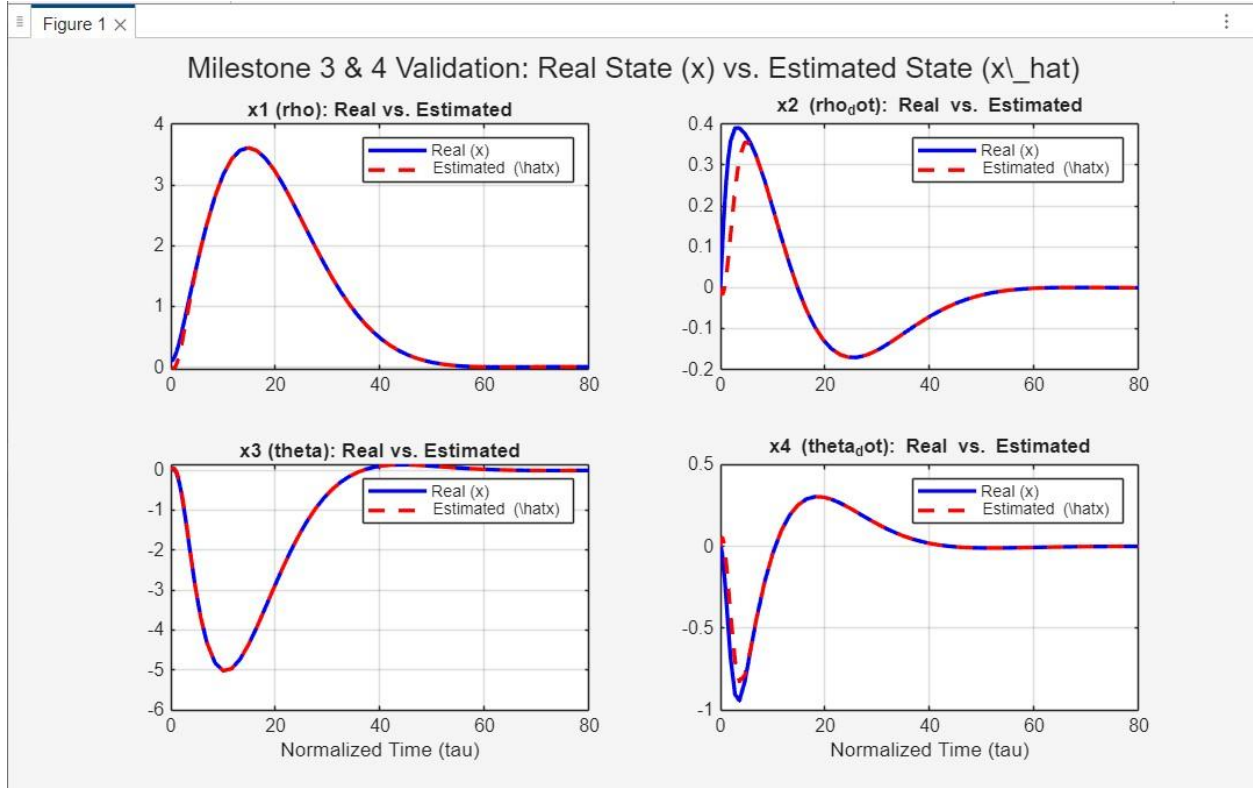 Figure 1 ×
Milestone 3 & 4 Validation: Real State (x) vs. Estimated State (x\_hat)
x1 (rho): Real vs. Estimated
4
3
2
1
0
0 20 40 60 80
Real (x)
Estimated (\hatx)
x2 (rho_dot): Real vs. Estimated
0.4
0.3
0.2
0.1
0
-0.1
-0.2
0 20 40 60 80
Real (x)
Estimated (\hatx)
x3 (theta): Real vs. Estimated
0
-1
-2
-3
-4
-5
-6
0 20 40 60 80
Real (x)
Estimated (\hatx)
Normalized Time (tau)
x4 (theta_dot): Real vs. Estimated
0.5
0
-0.5
-1
0 20 40 60 80
Real (x)
Estimated (\hatx)
Normalized Time (tau)